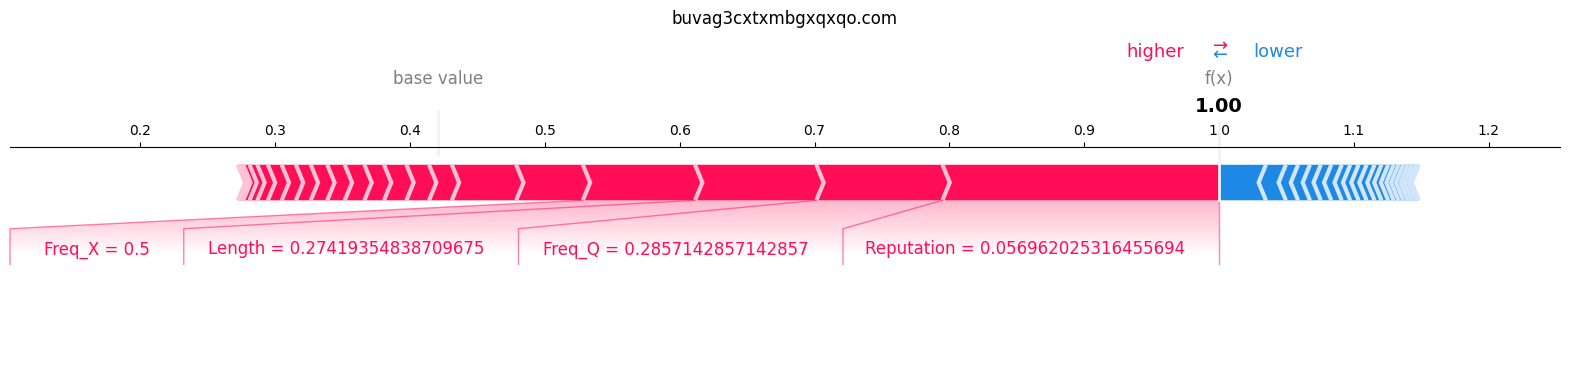 buvag3cxtxmbgxqxqo.com
higher ⇄ lower
base value f(x)
1.00
0.2 0.3 0.4 0.5 0.6 0.7 0.8 0.9 1.0 1.1 1.2
Freq_X = 0.5 Length = 0.27419354838709675 Freq_Q = 0.2857142857142857 Reputation = 0.056962025316455694